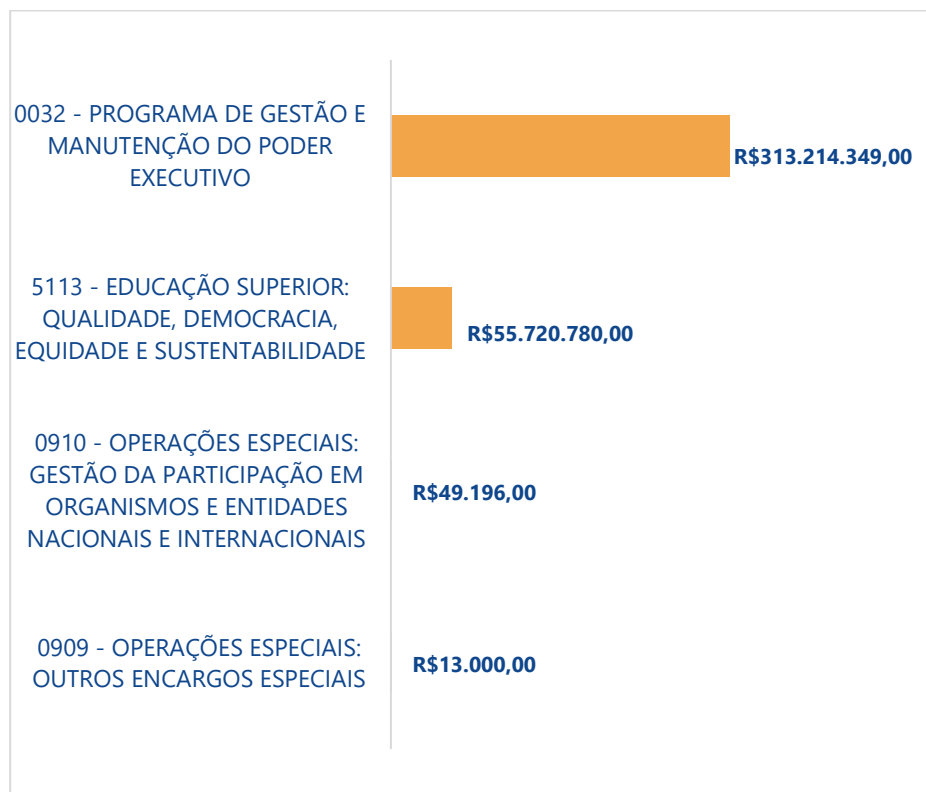 0032 - PROGRAMA DE GESTÃO E
MANUTENÇÃO DO PODER
EXECUTIVO
R$313.214.349,00
5113 - EDUCAÇÃO SUPERIOR:
QUALIDADE, DEMOCRACIA,
EQUIDADE E SUSTENTABILIDADE
R$55.720.780,00
0910 - OPERAÇÕES ESPECIAIS:
GESTÃO DA PARTICIPAÇÃO EM
ORGANISMOS E ENTIDADES
NACIONAIS E INTERNACIONAIS
R$49.196,00
0909 - OPERAÇÕES ESPECIAIS:
OUTROS ENCARGOS ESPECIAIS
R$13.000,00